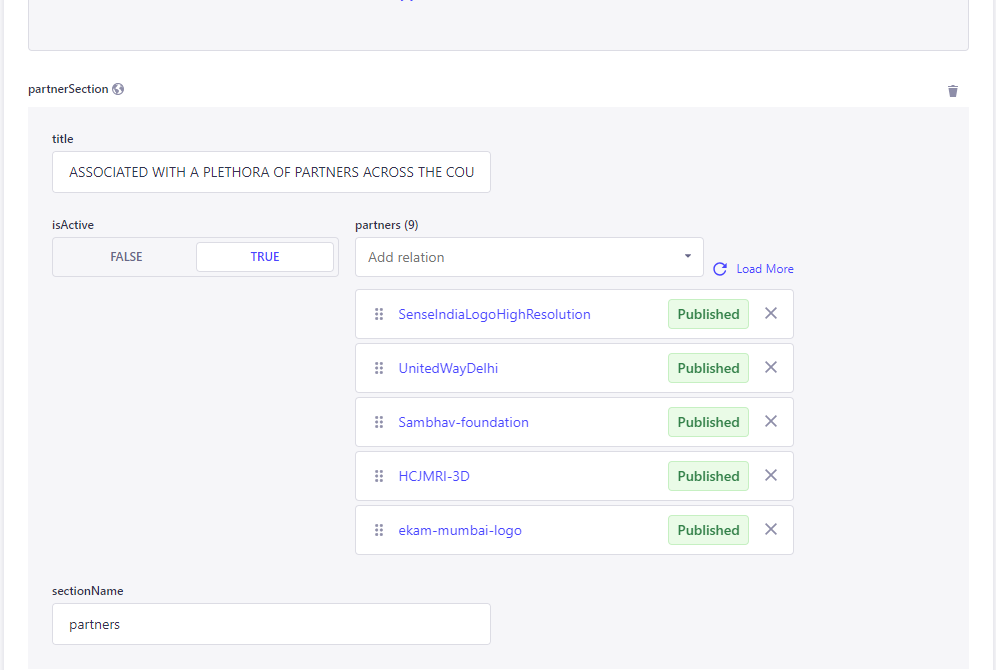 partnerSection
title
ASSOCIATED WITH A PLETHORA OF PARTNERS ACROSS THE COU
isActive
FALSE
TRUE
partners (9)
Add relation
Load More
SenseIndiaLogoHighResolution
Published
UnitedWayDelhi
Published
Sambhav-foundation
Published
HCJMRI-3D
Published
ekam-mumbai-logo
Published
sectionName
partners